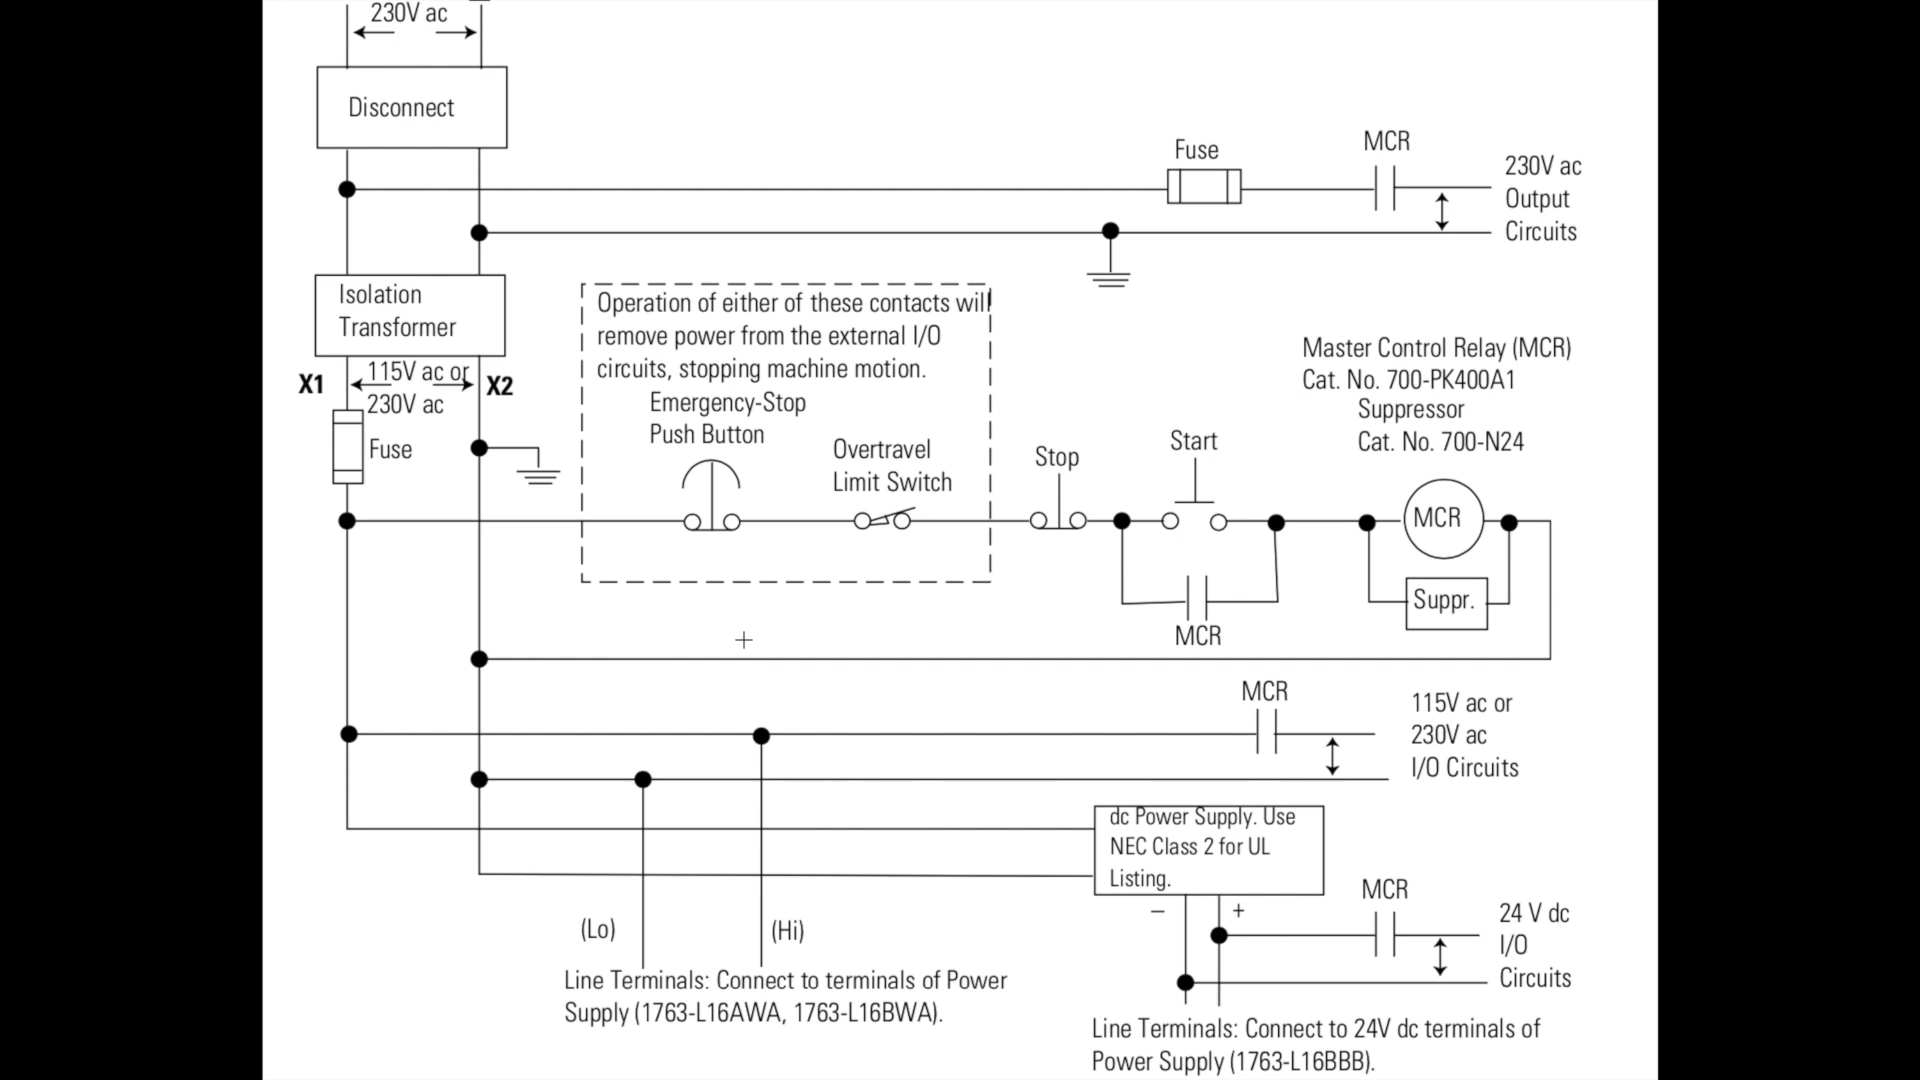 230V ac
Disconnect
Fuse
MCR
230V ac
Output
Circuits
Isolation
Transformer
X1
115V ac or
230V ac
X2
Fuse
Operation of either of these contacts will
remove power from the external I/O
circuits, stopping machine motion.
Emergency-Stop
Push Button
Overtravel
Limit Switch
Stop
Start
Master Control Relay (MCR)
Cat. No. 700-PK400A1
Suppressor
Cat. No. 700-N24
MCR
Suppr.
MCR
MCR
115V ac or
230V ac
I/O Circuits
dc Power Supply. Use
NEC Class 2 for UL
Listing.
–
+
MCR
24 V dc
I/O
Circuits
(Lo)
(Hi)
Line Terminals: Connect to terminals of Power
Supply (1763-L16AWA, 1763-L16BWA).
Line Terminals: Connect to 24V dc terminals of
Power Supply (1763-L16BBB).